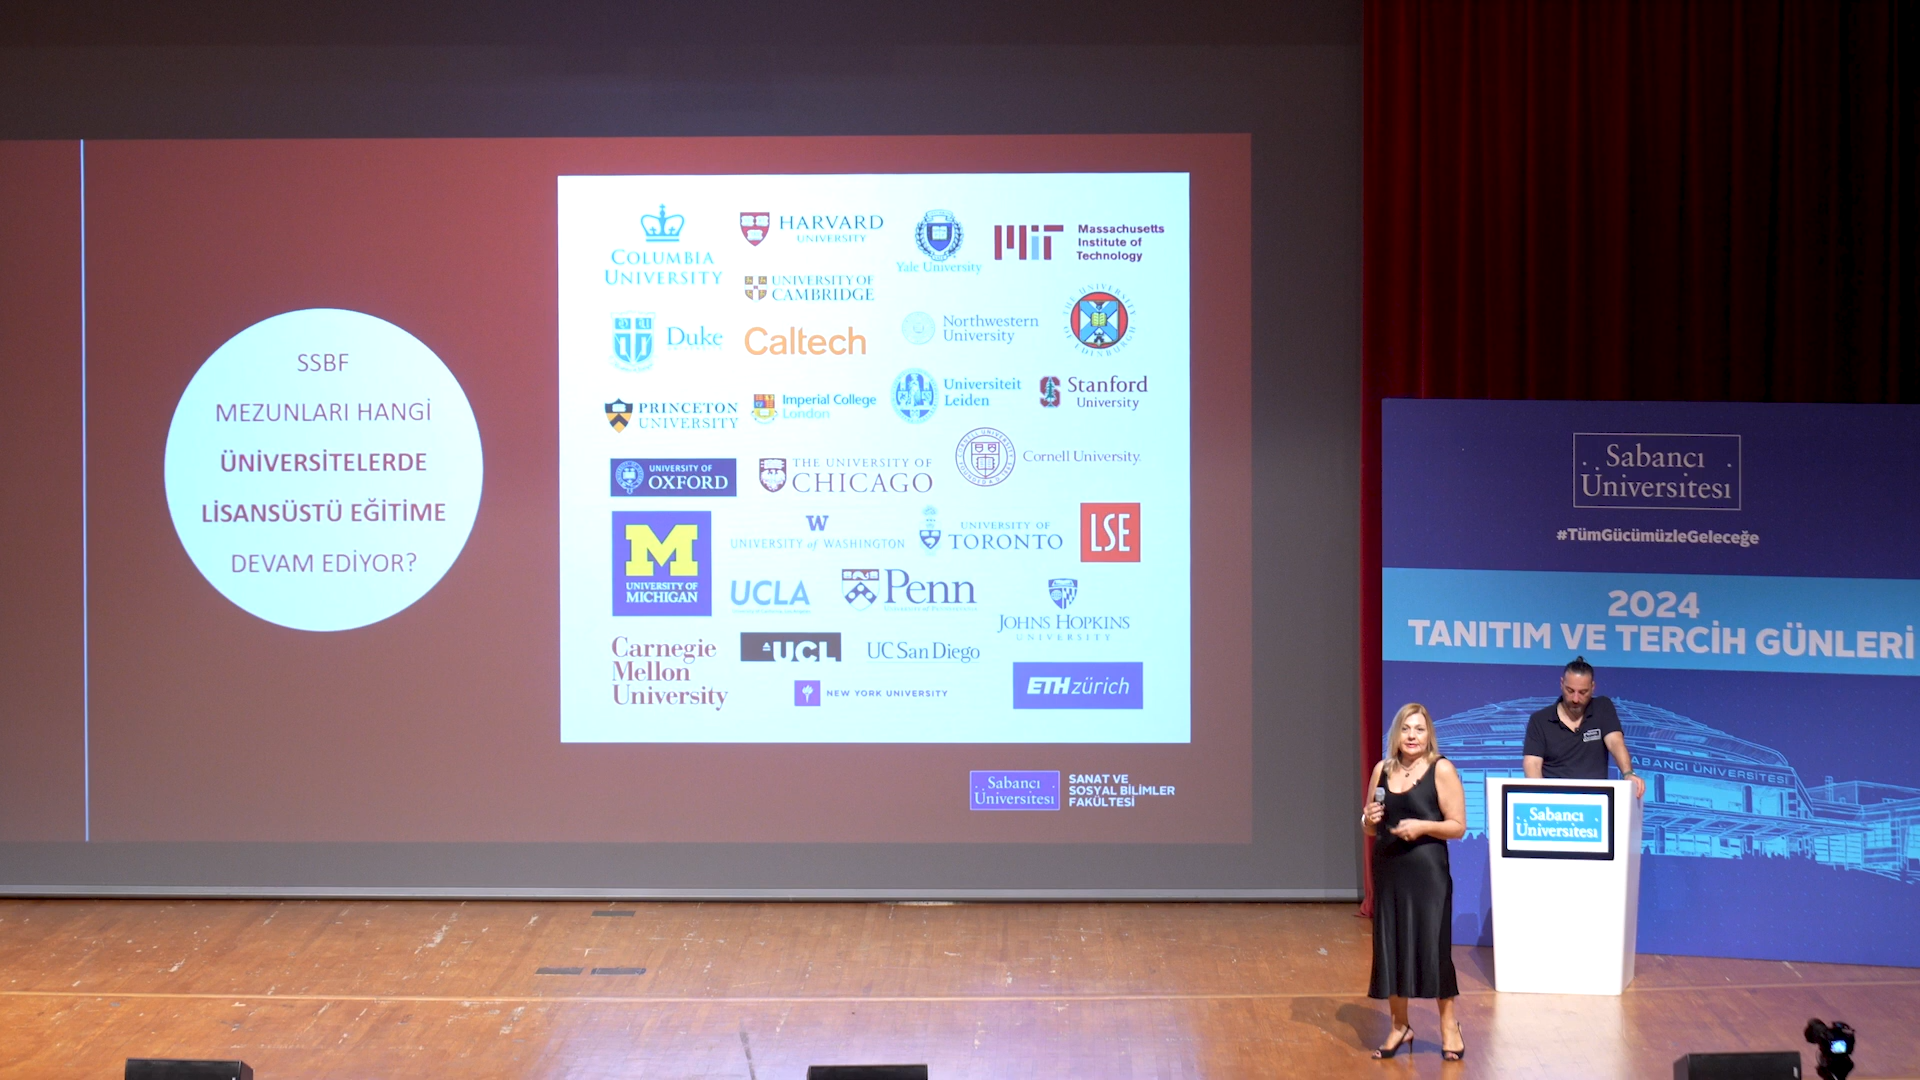 SSBF
MEZUNLARI HANGİ
ÜNİVERSİTELERDE
LİSANSÜSTÜ EĞİTİME
DEVAM EDİYOR?
COLUMBIA
UNIVERSITY
HARVARD
UNIVERSITY
Yale University
MIT
Massachusetts
Institute of
Technology
UNIVERSITY OF
CAMBRIDGE
Duke
Caltech
Northwestern
University
THE UNIVERSITY OF EDINBURGH
PRINCETON
UNIVERSITY
Imperial College
London
Universiteit
Leiden
Stanford
University
UNIVERSITY OF
OXFORD
THE UNIVERSITY OF
CHICAGO
Cornell University.
M
UNIVERSITY OF
MICHIGAN
W
UNIVERSITY of WASHINGTON
UNIVERSITY OF
TORONTO
LSE
UCLA
Penn
JOHNS HOPKINS
UNIVERSITY
Carnegie
Mellon
University
UCL
UC San Diego
NEW YORK UNIVERSITY
ETH zürich
Sabancı
Üniversitesi
SANAT VE
SOSYAL BİLİMLER
FAKÜLTESİ
Sabancı
Üniversitesi
#TümGücümüzleGeleceğe
2024
TANITIM VE TERCİH GÜNLERİ
SABANCI ÜNİVERSİTESİ
Sabancı
Üniversitesi